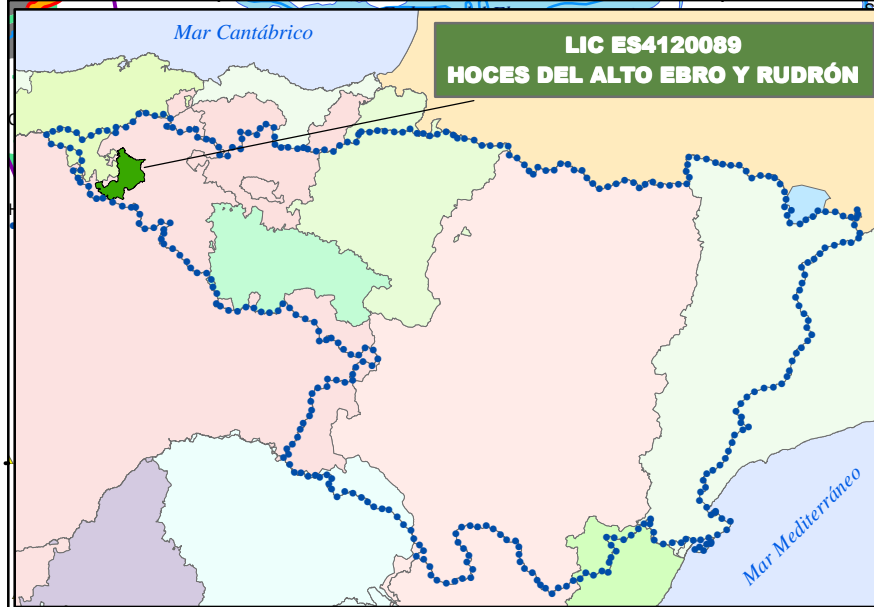 Mar Cantábrico
LIC ES4120089
HOCES DEL ALTO EBRO Y RUDRÓN
Mar Mediterráneo